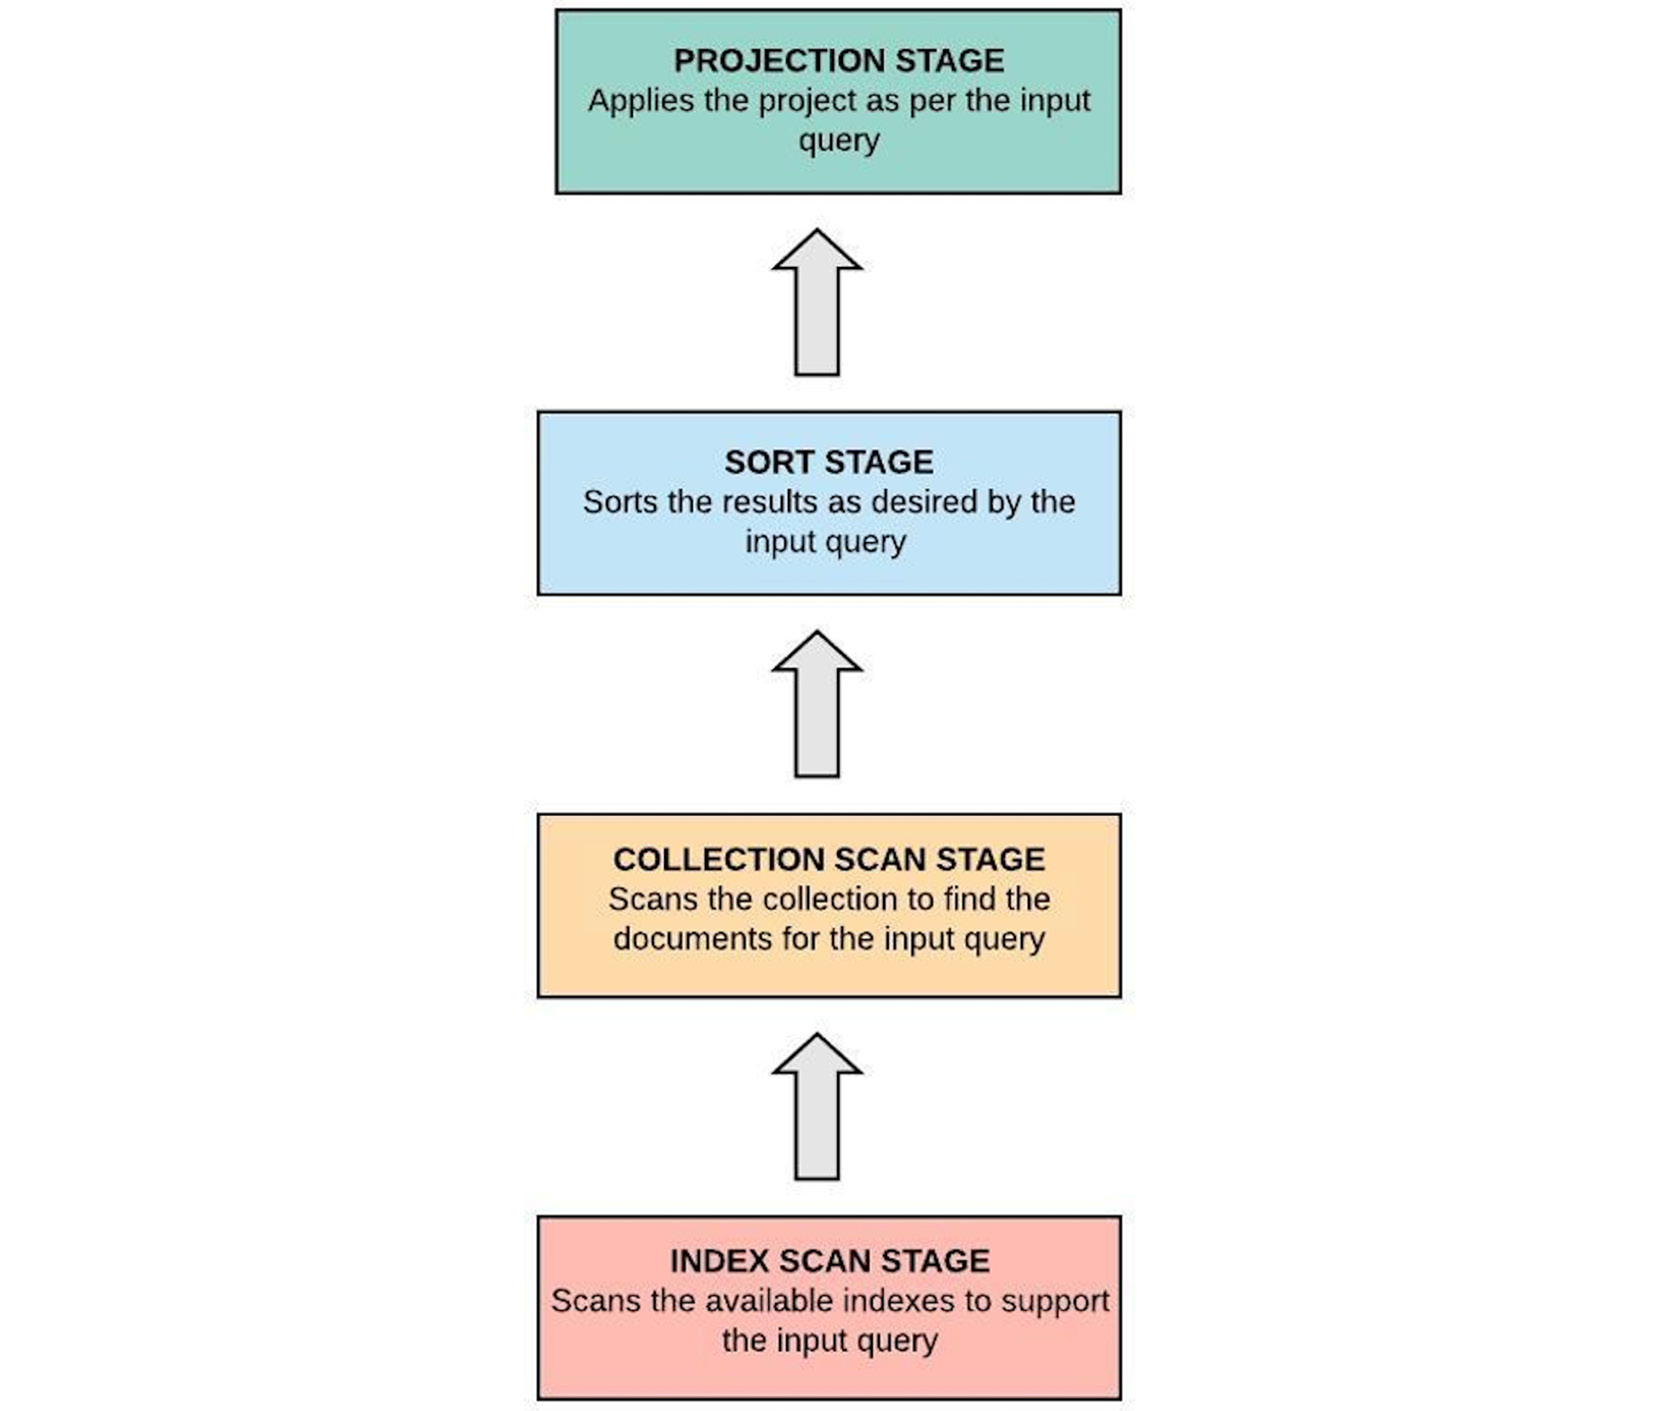 PROJECTION STAGE
Applies the project as per the input
query
SORT STAGE
Sorts the results as desired by the
input query
COLLECTION SCAN STAGE
Scans the collection to find the
documents for the input query
INDEX SCAN STAGE
Scans the available indexes to support
the input query